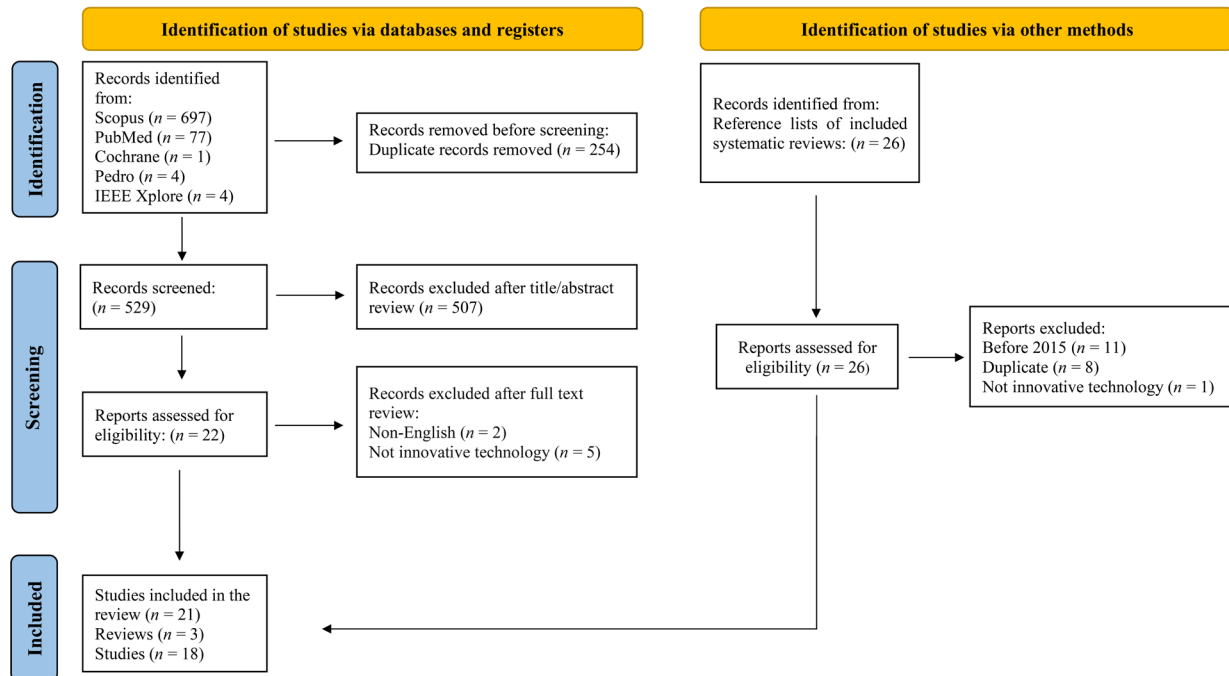 Identification of studies via databases and registers
Identification of studies via other methods
Identification
Records identified
from:
Scopus (n = 697)
PubMed (n = 77)
Cochrane (n = 1)
Pedro (n = 4)
IEEE Xplore (n = 4)
Records removed before screening:
Duplicate records removed (n = 254)
Records identified from:
Reference lists of included
systematic reviews: (n = 26)
Screening
Records screened:
(n = 529)
Records excluded after title/abstract
review (n = 507)
Reports assessed for
eligibility: (n = 22)
Records excluded after full text
review:
Non-English (n = 2)
Not innovative technology (n = 5)
Reports assessed for
eligibility (n = 26)
Reports excluded:
Before 2015 (n = 11)
Duplicate (n = 8)
Not innovative technology (n = 1)
Included
Studies included in the
review (n = 21)
Reviews (n = 3)
Studies (n = 18)